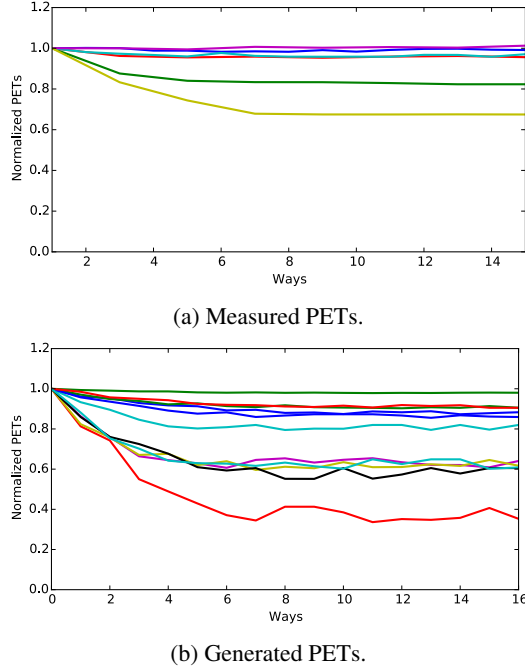 1.2
1.0
0.8
0.6
0.4
0.2
0.0
Normalized PETs
2 4 6 8 10 12 14
Ways
(a) Measured PETs.
1.2
1.0
0.8
0.6
0.4
0.2
0.0
Normalized PETs
0 2 4 6 8 10 12 14 16
Ways
(b) Generated PETs.